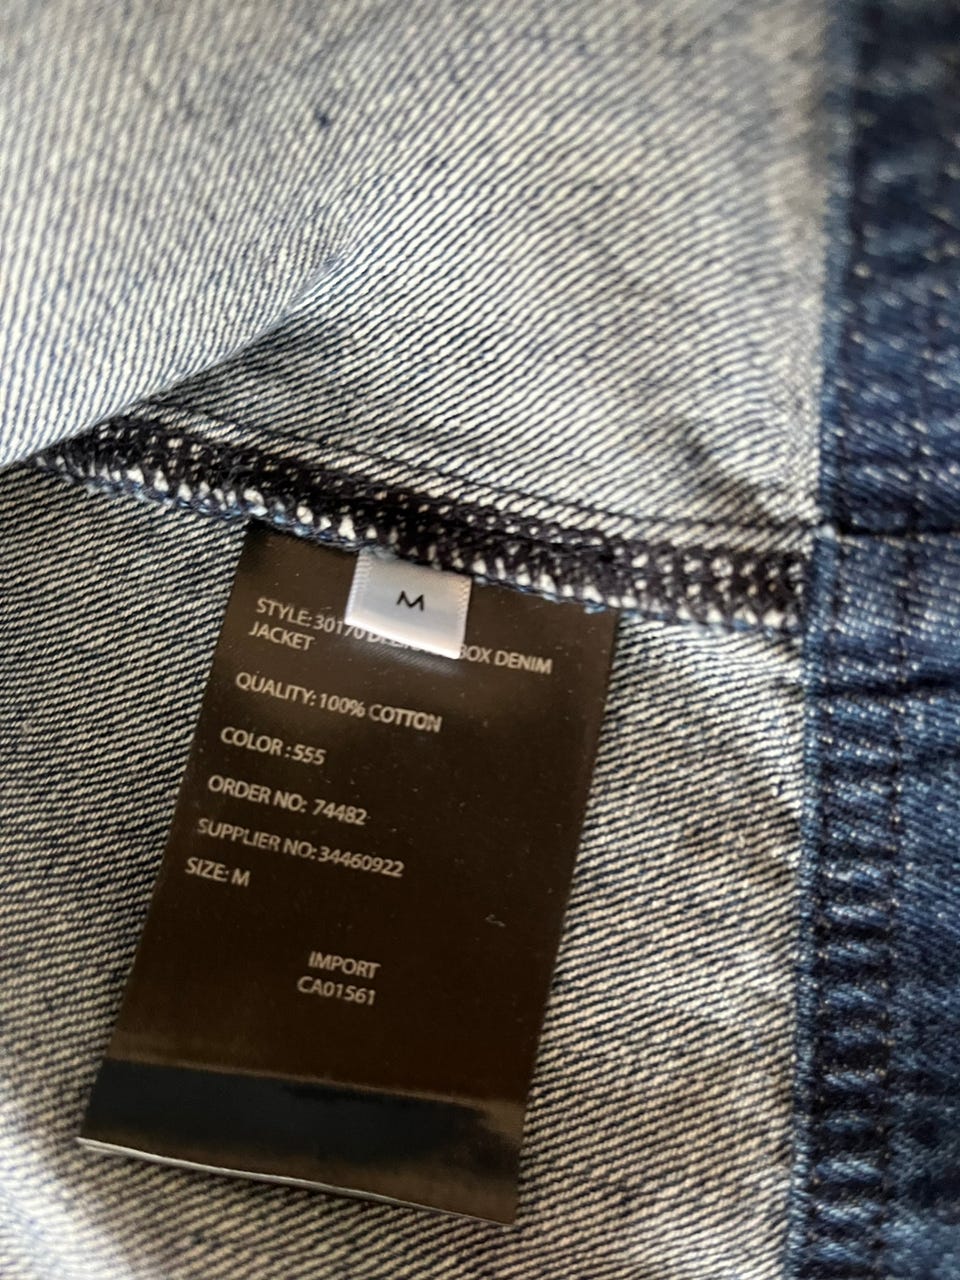 M
STYLE: 30170 BOX DENIM
JACKET
QUALITY: 100% COTTON
COLOR : 555
ORDER NO: 74482
SUPPLIER NO: 34460922
SIZE: M
IMPORT
CA01561